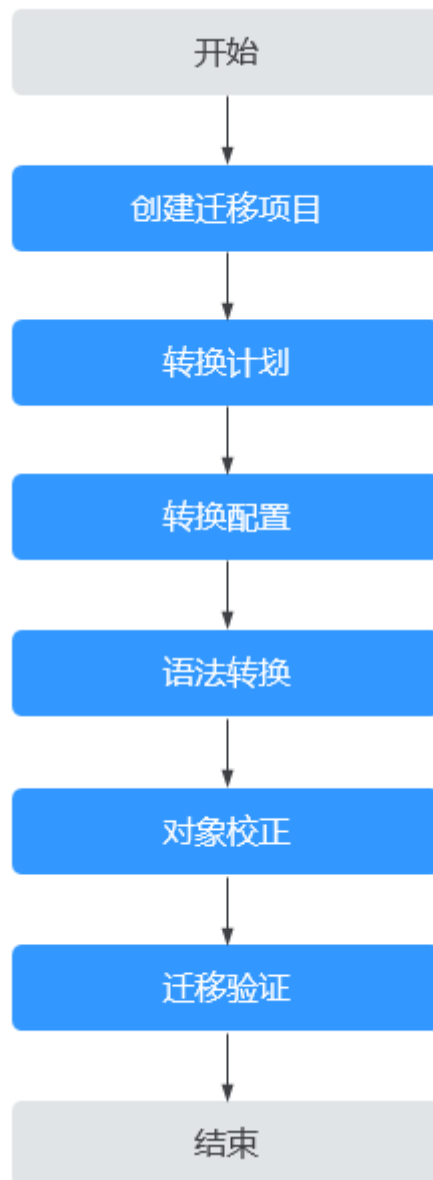 开始
创建迁移项目
转换计划
转换配置
语法转换
对象校正
迁移验证
结束